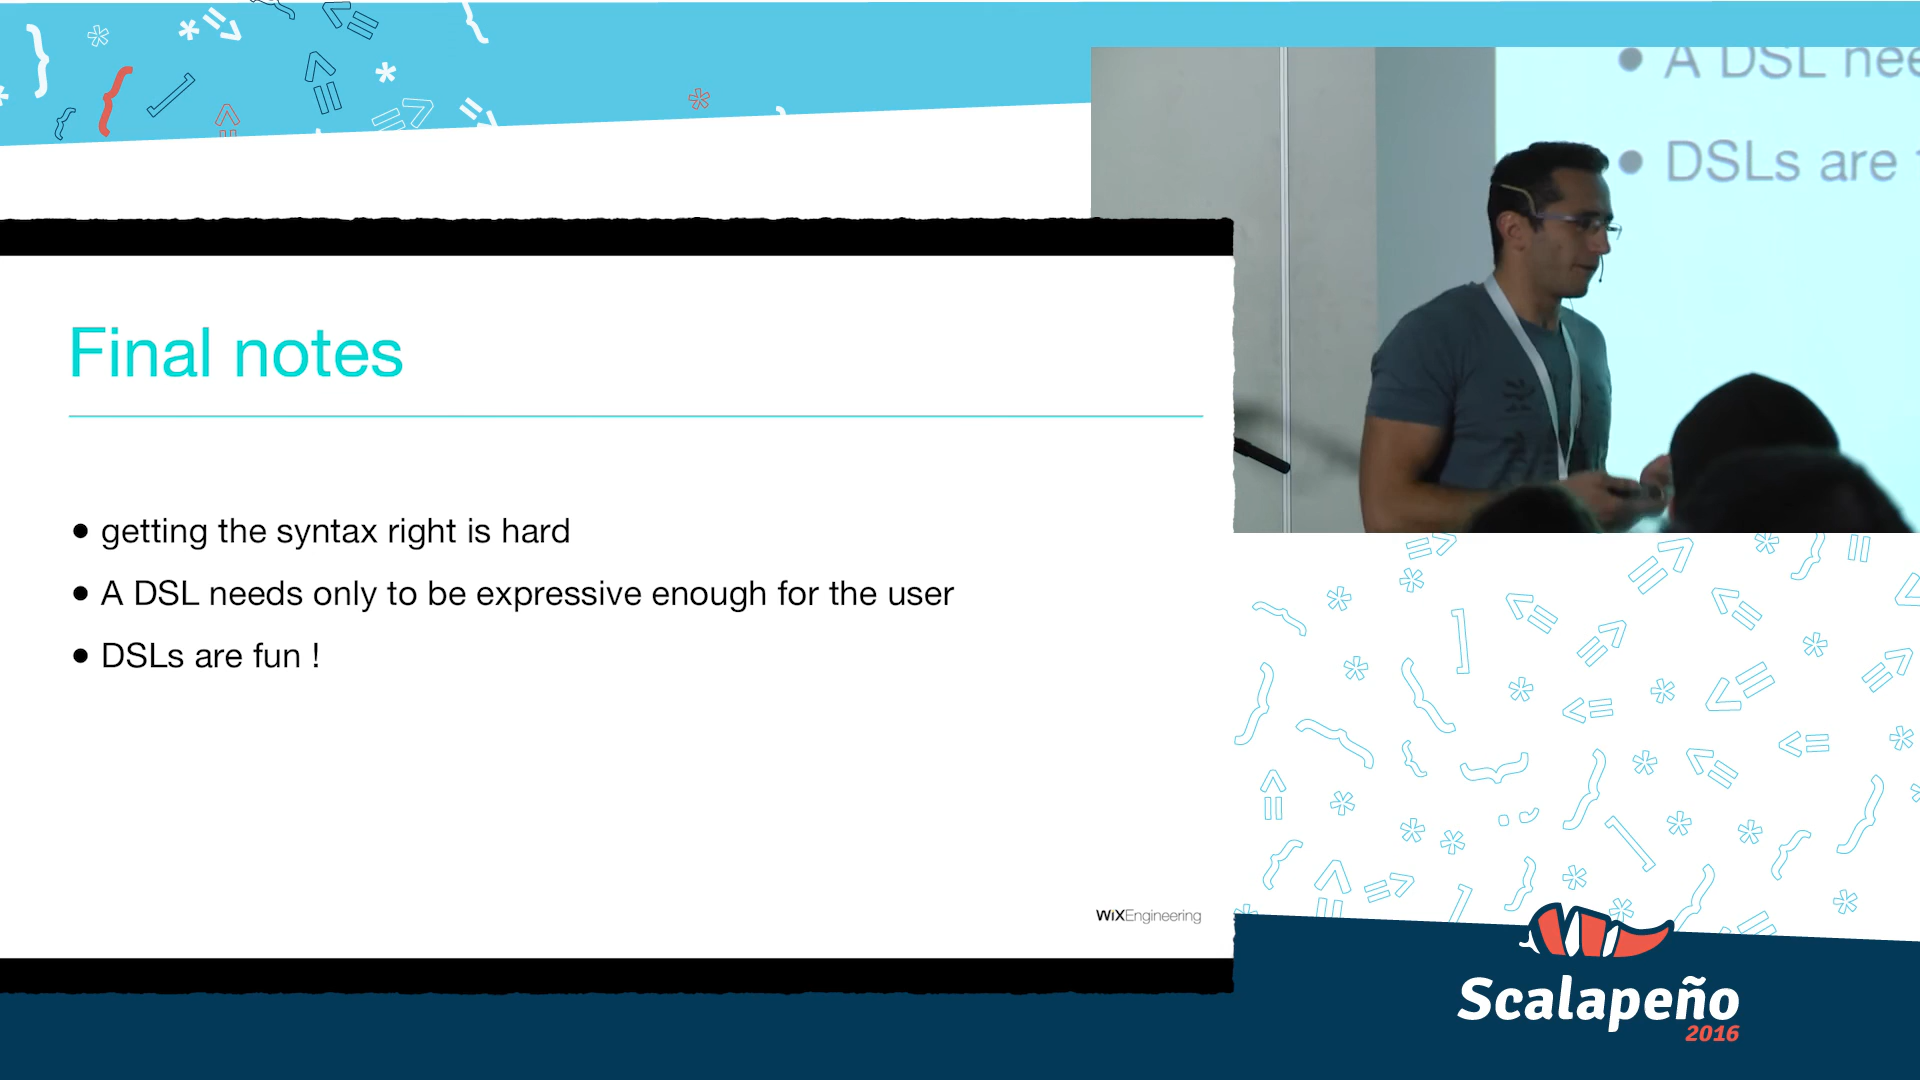 Final notes
• getting the syntax right is hard
• A DSL needs only to be expressive enough for the user
• DSLs are fun !
WiXEngineering
• A DSL nee
• DSLs are
Scalapeño
2016